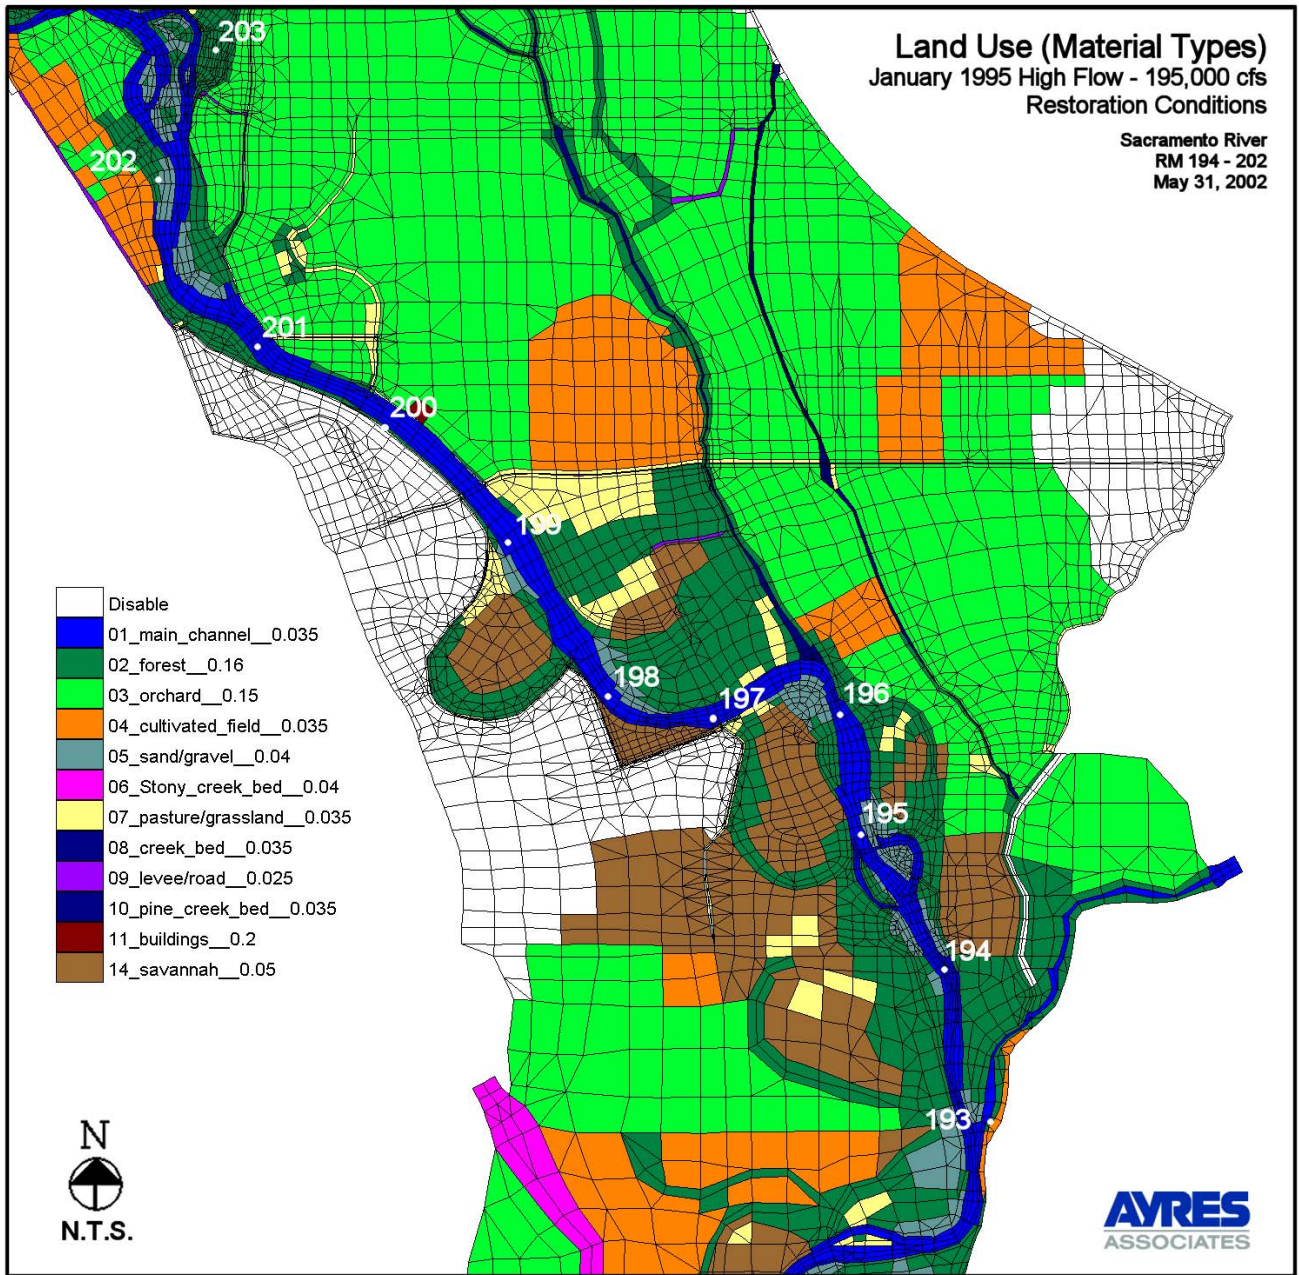 Land Use (Material Types)
January 1995 High Flow - 195,000 cfs
Restoration Conditions
Sacramento River
RM 194 - 202
May 31, 2002
203
202
201
200
199
198
197
196
195
194
193
Disable
01_main_channel__0.035
02_forest__0.16
03_orchard__0.15
04_cultivated_field__0.035
05_sand/gravel__0.04
06_Stony_creek_bed__0.04
07_pasture/grassland__0.035
08_creek_bed__0.035
09_levee/road__0.025
10_pine_creek_bed__0.035
11_buildings__0.2
14_savannah__0.05
N
N.T.S.
AYRES
ASSOCIATES